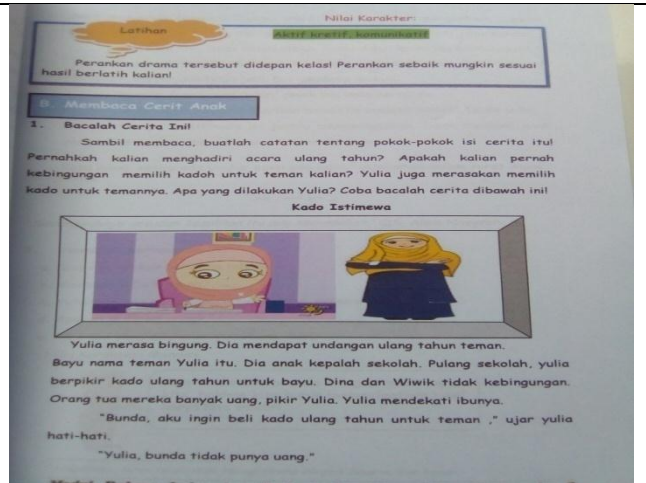 Nilai Karakter:
Latihan
Aktif kretif, komunikatif
Perankan drama tersebut didepan kelas! Perankan sebaik mungkin sesuai
hasil berlatih kalian!
B. Membaca Cerit Anak
1. Bacalah Cerita Ini!
Sambil membaca, buatlah catatan tentang pokok-pokok isi cerita itu!
Pernahkah kalian menghadiri acara ulang tahun? Apakah kalian pernah
kebingungan memilih kadoh untuk teman kalian? Yulia juga merasakan memilih
kado untuk temannya. Apa yang dilakukan Yulia? Coba bacalah cerita dibawah ini!
Kado Istimewa
Yulia merasa bingung. Dia mendapat undangan ulang tahun teman.
Bayu nama teman Yulia itu. Dia anak kepalah sekolah. Pulang sekolah, yulia
berpikir kado ulang tahun untuk bayu. Dina dan Wiwik tidak kebingungan.
Orang tua mereka banyak uang, pikir Yulia. Yulia mendekati ibunya.
"Bunda, aku ingin beli kado ulang tahun untuk teman ," ujar yulia
hati-hati.
"Yulia, bunda tidak punya uang."